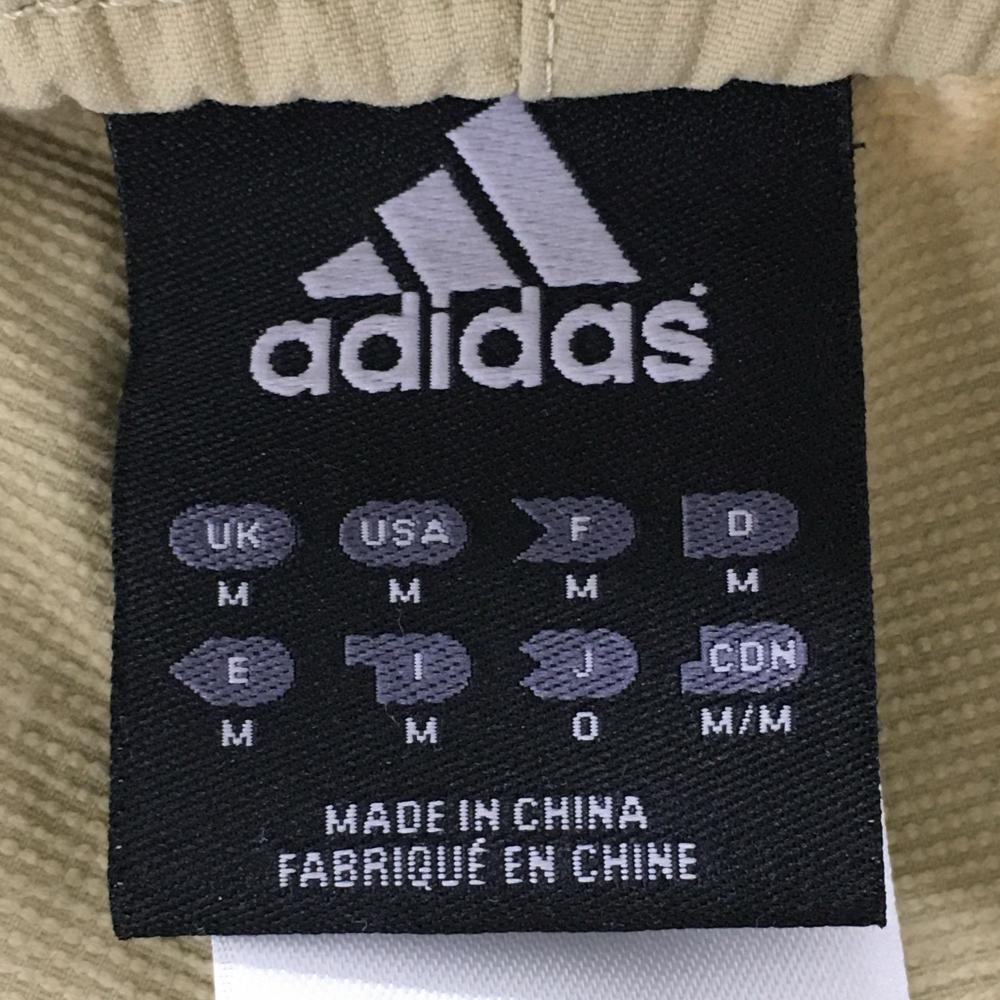 adidas
UK USA F D
M M M M
E I J CDN
M M O M/M
MADE IN CHINA
FABRIQUÉ EN CHINE